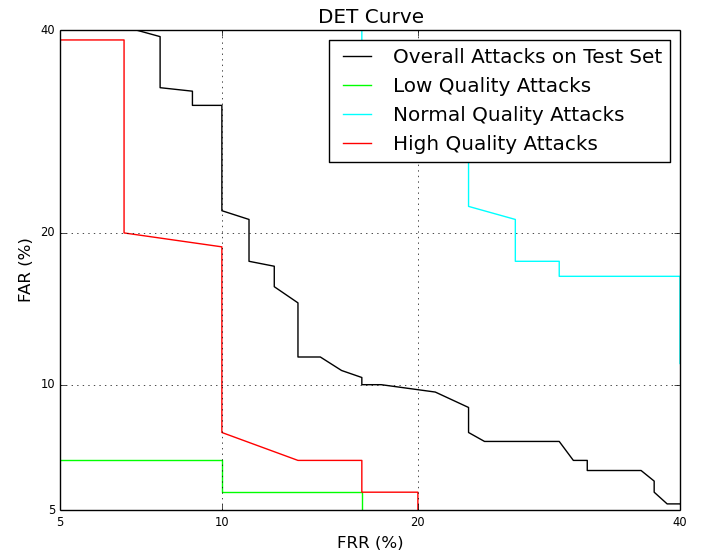 DET Curve
40
Overall Attacks on Test Set
Low Quality Attacks
Normal Quality Attacks
High Quality Attacks
20
FAR (%)
10
5
5 10 20 40
FRR (%)